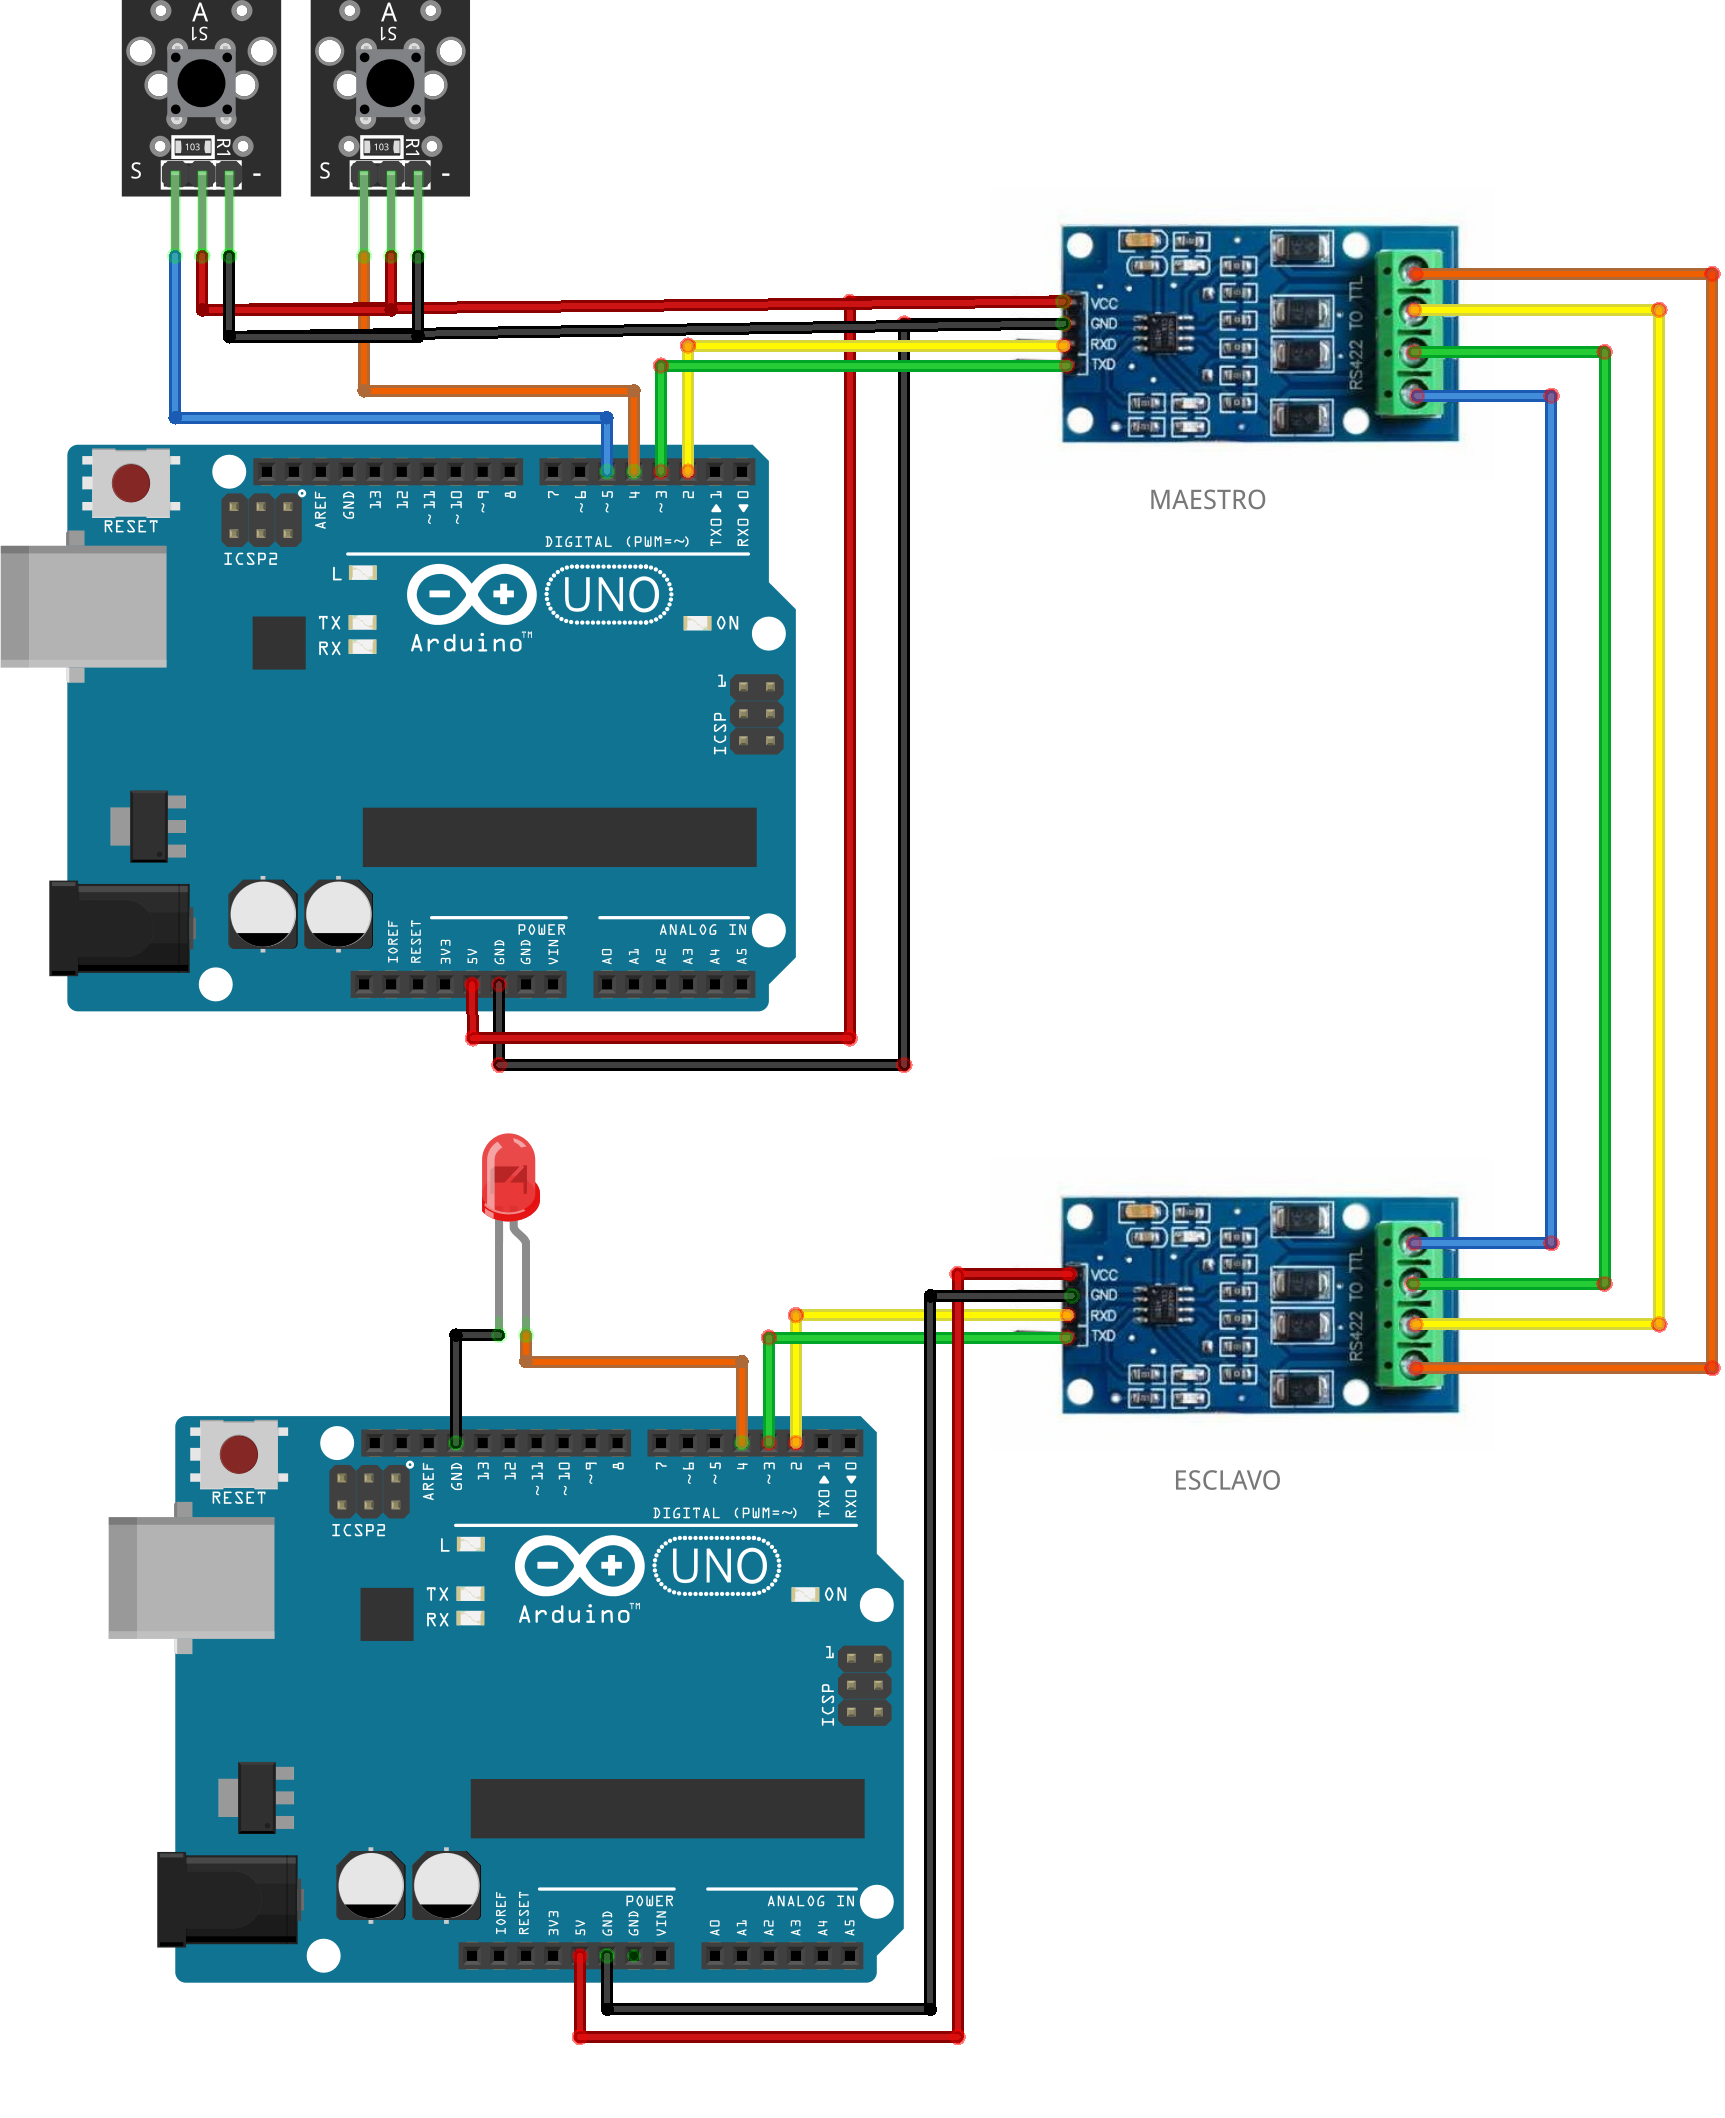 A
S1
103
R1
S
-
A
S1
103
R1
S
-
VCC
GND
RXD
TXD
RS422 TO TTL
MAESTRO
RESET
ICSP2
AREF
GND
13
12
~11
~10
~9
8
7
~6
~5
4
~3
2
TX0▶1
RX0◀0
DIGITAL (PWM=~)
L
TX
RX
UNO
Arduino™
ON
1
ICSP
IOREF
RESET
3V3
5V
GND
GND
VIN
POWER
A0
A1
A2
A3
A4
A5
ANALOG IN
VCC
GND
RXD
TXD
RS422 TO TTL
ESCLAVO
RESET
ICSP2
AREF
GND
13
12
~11
~10
~9
8
7
~6
~5
4
~3
2
TX0▶1
RX0◀0
DIGITAL (PWM=~)
L
TX
RX
UNO
Arduino™
ON
1
ICSP
IOREF
RESET
3V3
5V
GND
GND
VIN
POWER
A0
A1
A2
A3
A4
A5
ANALOG IN